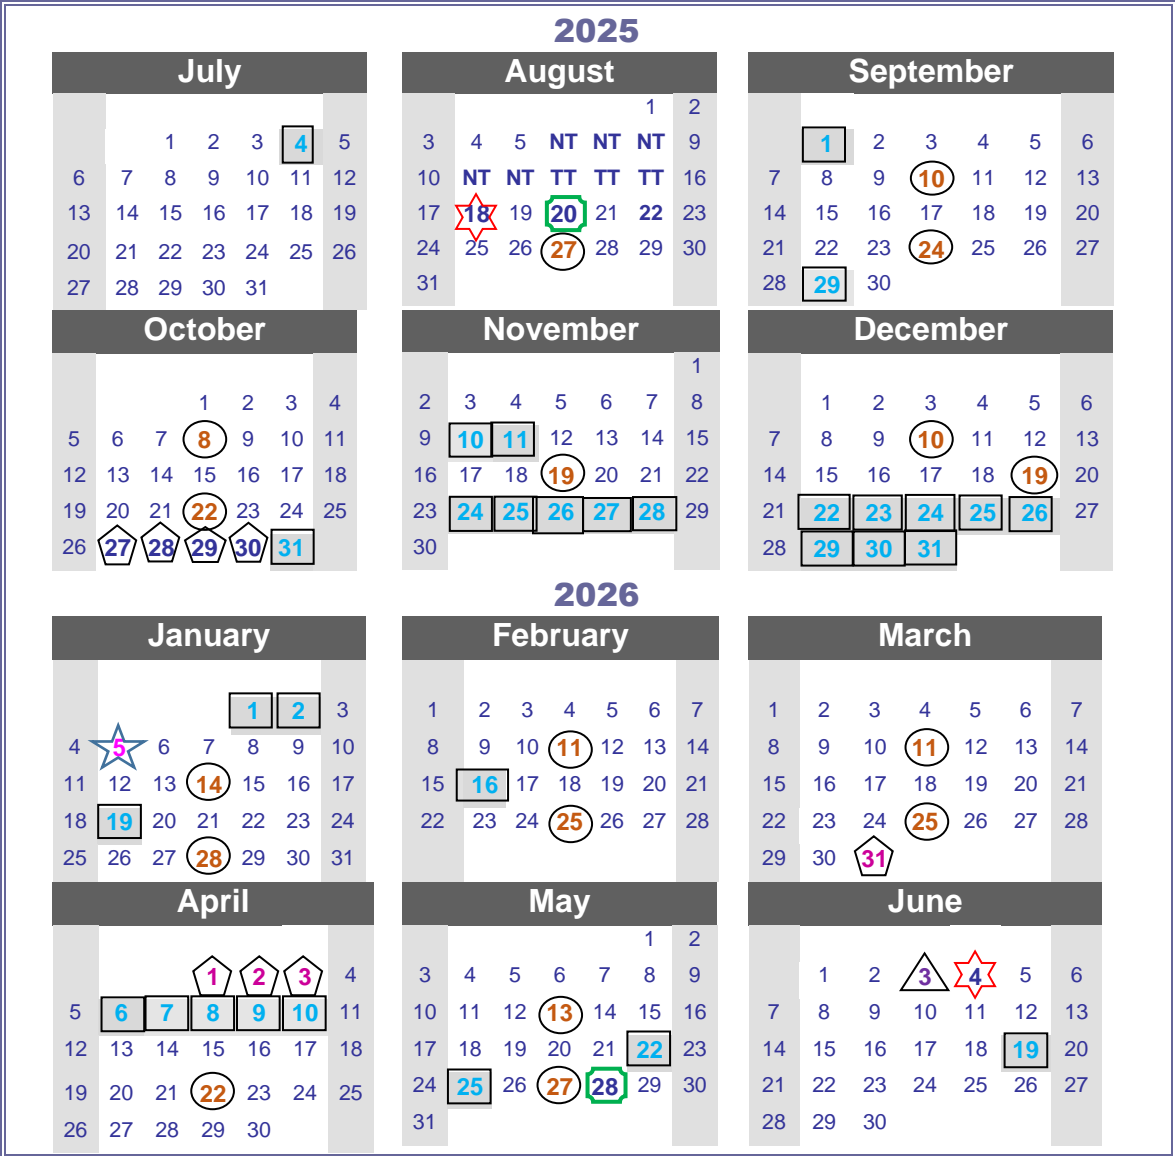 2025
July August September
1 2
1 2 3 4 5
3 4 5 NT NT NT 9
1 2 3 4 5 6
6 7 8 9 10 11 12
10 NT NT TT TT TT 16
7 8 9 10 11 12 13
13 14 15 16 17 18 19
17 18 19 20 21 22 23
14 15 16 17 18 19 20
20 21 22 23 24 25 26
24 25 26 27 28 29 30
21 22 23 24 25 26 27
27 28 29 30 31
31
28 29 30
October November December
1
1 2 3 4
2 3 4 5 6 7 8
1 2 3 4 5 6
5 6 7 8 9 10 11
9 10 11 12 13 14 15
7 8 9 10 11 12 13
12 13 14 15 16 17 18
16 17 18 19 20 21 22
14 15 16 17 18 19 20
19 20 21 22 23 24 25
23 24 25 26 27 28 29
21 22 23 24 25 26 27
26 27 28 29 30 31
30
28 29 30 31
2026
January February March
1 2 3
1 2 3 4 5 6 7
1 2 3 4 5 6 7
4 5 6 7 8 9 10
8 9 10 11 12 13 14
8 9 10 11 12 13 14
11 12 13 14 15 16 17
15 16 17 18 19 20 21
15 16 17 18 19 20 21
18 19 20 21 22 23 24
22 23 24 25 26 27 28
22 23 24 25 26 27 28
25 26 27 28 29 30 31
29 30 31
April May June
1 2
1 2 3 4
3 4 5 6 7 8 9
1 2 3 4 5 6
5 6 7 8 9 10 11
10 11 12 13 14 15 16
7 8 9 10 11 12 13
12 13 14 15 16 17 18
17 18 19 20 21 22 23
14 15 16 17 18 19 20
19 20 21 22 23 24 25
24 25 26 27 28 29 30
21 22 23 24 25 26 27
26 27 28 29 30
31
28 29 30